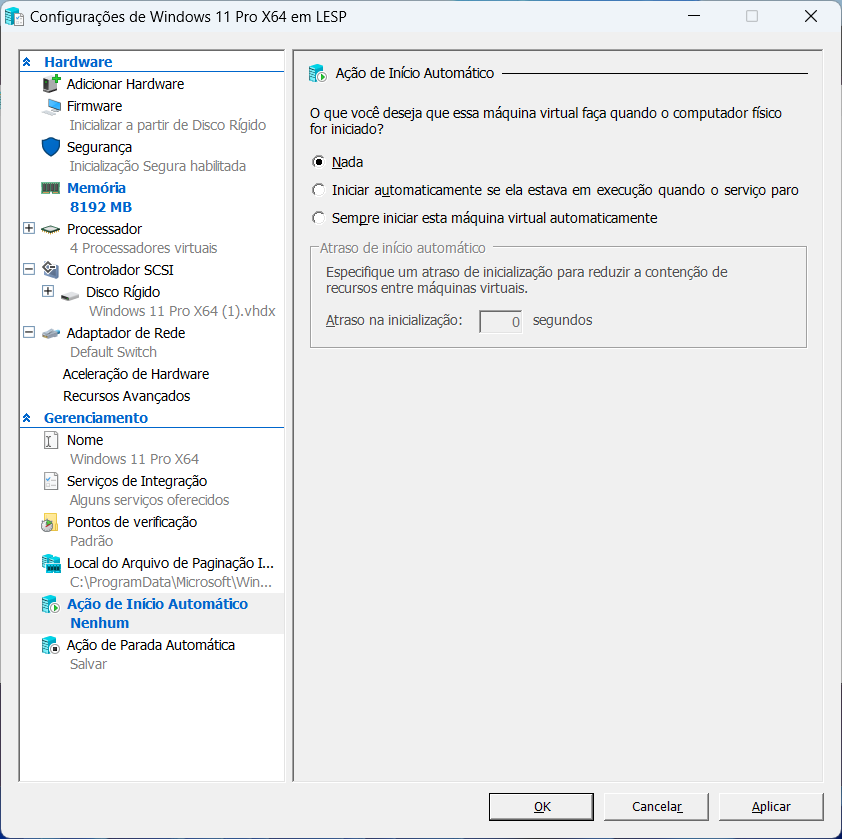 Configurações de Windows 11 Pro X64 em LESP
Hardware
Adicionar Hardware
Firmware
Inicializar a partir de Disco Rígido
Segurança
Inicialização Segura habilitada
Memória
8192 MB
Processador
4 Processadores virtuais
Controlador SCSI
Disco Rígido
Windows 11 Pro X64 (1).vhdx
Adaptador de Rede
Default Switch
Aceleração de Hardware
Recursos Avançados
Gerenciamento
Nome
Windows 11 Pro X64
Serviços de Integração
Alguns serviços oferecidos
Pontos de verificação
Padrão
Local do Arquivo de Paginação I...
C:\ProgramData\Microsoft\Win...
Ação de Início Automático
Nenhum
Ação de Parada Automática
Salvar
Ação de Início Automático
O que você deseja que essa máquina virtual faça quando o computador físico
for iniciado?
Nada
Iniciar automaticamente se ela estava em execução quando o serviço paro
Sempre iniciar esta máquina virtual automaticamente
Atraso de início automático
Especifique um atraso de inicialização para reduzir a contenção de
recursos entre máquinas virtuais.
Atraso na inicialização: 0 segundos
OK Cancelar Aplicar